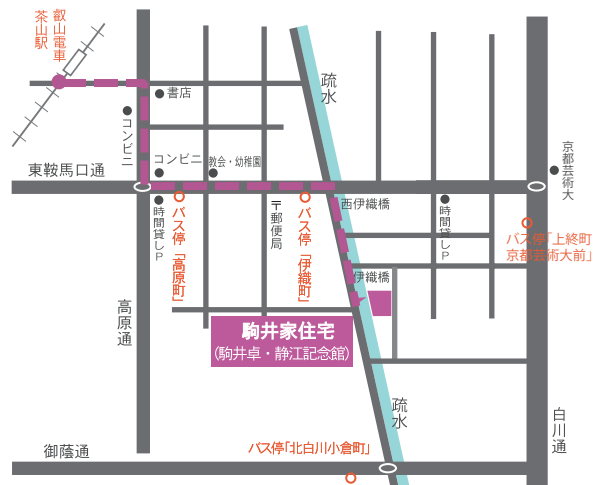 叡山電車
茶山駅
書店
疏水
コンビニ
コンビニ
教会・幼稚園
東鞍馬口通
京都芸術大
時間貸しP
バス停「高原町」
〒郵便局
バス停「伊織町」
西伊織橋
時間貸しP
バス停「上終町
京都芸術大前」
伊織橋
高原通
駒井家住宅
(駒井卓・静江記念館)
疏水
白川通
御蔭通
バス停「北白川小倉町」